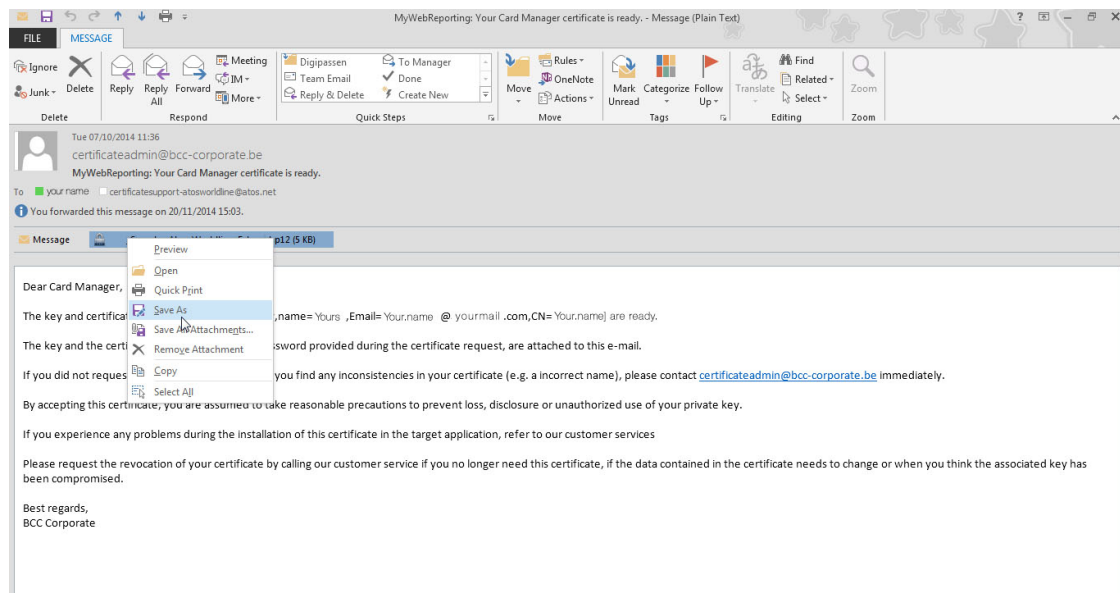 MyWebReporting: Your Card Manager certificate is ready. - Message (Plain Text)
FILE MESSAGE
Ignore
Junk
Delete
Reply
Reply All
Forward
Meeting
IM
More
Digipassen
Team Email
Reply & Delete
To Manager
Done
Create New
Move
Rules
OneNote
Actions
Mark Unread
Categorize
Follow Up
Translate
Find
Related
Select
Zoom
Delete Respond Quick Steps Move Tags Editing Zoom
Tue 07/10/2014 11:36
certificateadmin@bcc-corporate.be
MyWebReporting: Your Card Manager certificate is ready.
To your name certificatesupport-atosworldline@atos.net
You forwarded this message on 20/11/2014 15:03.
Message p12 (5 KB)
Preview
Open
Quick Print
Save As
Save All Attachments...
Remove Attachment
Copy
Select All
Dear Card Manager,
The key and certifica ,name= Yours ,Email= Your.name @ yourmail .com,CN= Your.name] are ready.
The key and the certi ssword provided during the certificate request, are attached to this e-mail.
If you did not reques you find any inconsistencies in your certificate (e.g. a incorrect name), please contact certificateadmin@bcc-corporate.be immediately.
By accepting this certificate, you are assumed to take reasonable precautions to prevent loss, disclosure or unauthorized use of your private key.
If you experience any problems during the installation of this certificate in the target application, refer to our customer services
Please request the revocation of your certificate by calling our customer service if you no longer need this certificate, if the data contained in the certificate needs to change or when you think the associated key has
been compromised.
Best regards,
BCC Corporate